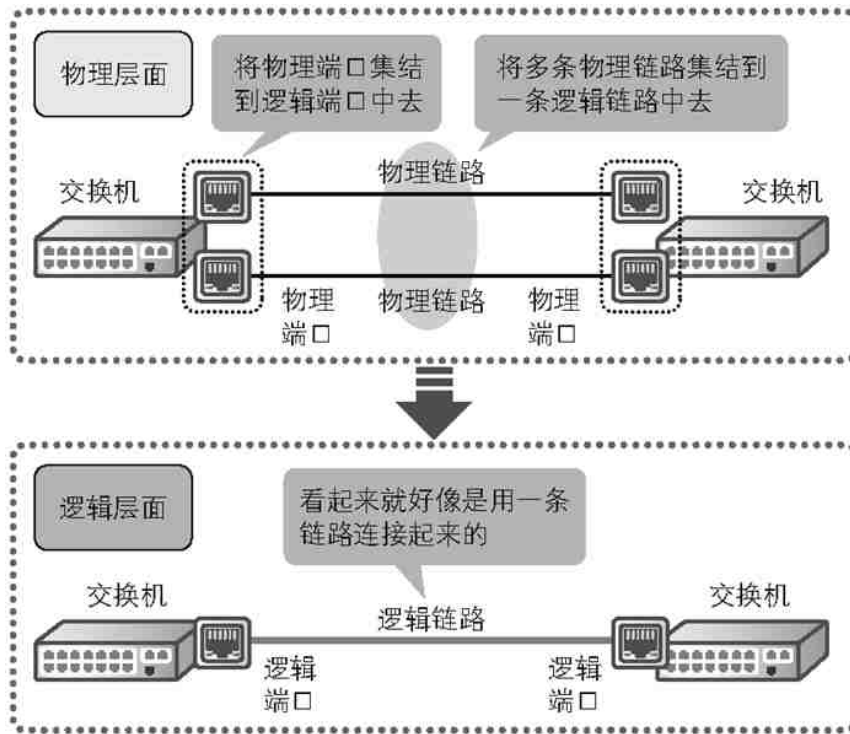 物理层面
将物理端口集结
到逻辑端口中去
将多条物理链路集结到
一条逻辑链路中去
交换机
物理链路
交换机
物理
端口
物理链路
物理
端口
逻辑层面
看起来就好像是用一条
链路连接起来的
交换机
逻辑链路
交换机
逻辑
端口
逻辑
端口